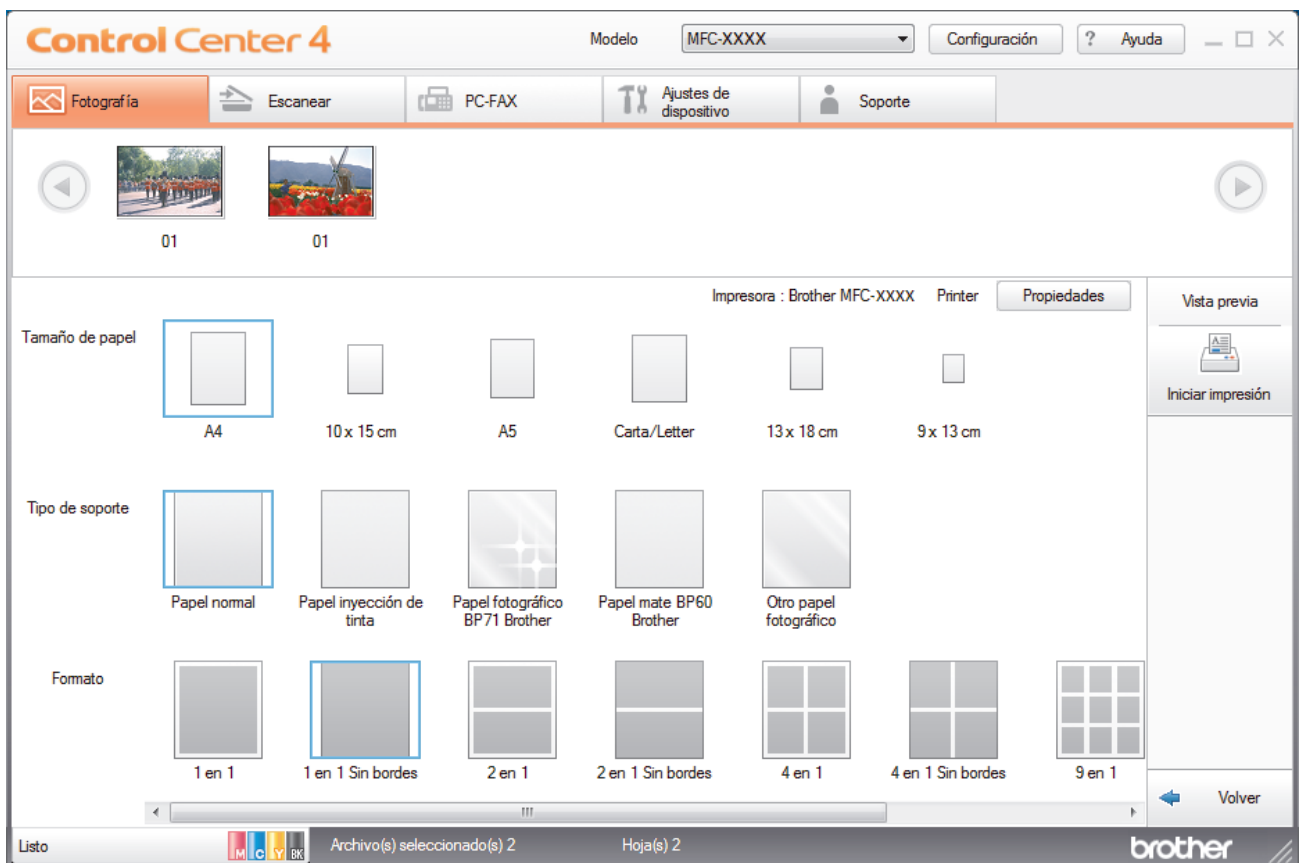 Control Center 4
Modelo
MFC-XXXX
Configuración
? Ayuda
Fotografía
Escanear
PC-FAX
Ajustes de
dispositivo
Soporte
01
01
Impresora : Brother MFC-XXXX Printer
Propiedades
Vista previa
Iniciar impresión
Tamaño de papel
A4
10 x 15 cm
A5
Carta/Letter
13 x 18 cm
9 x 13 cm
Tipo de soporte
Papel normal
Papel inyección de
tinta
Papel fotográfico
BP71 Brother
Papel mate BP60
Brother
Otro papel
fotográfico
Formato
1 en 1
1 en 1 Sin bordes
2 en 1
2 en 1 Sin bordes
4 en 1
4 en 1 Sin bordes
9 en 1
Volver
Listo
M C Y BK
Archivo(s) seleccionado(s) 2
Hoja(s) 2
brother